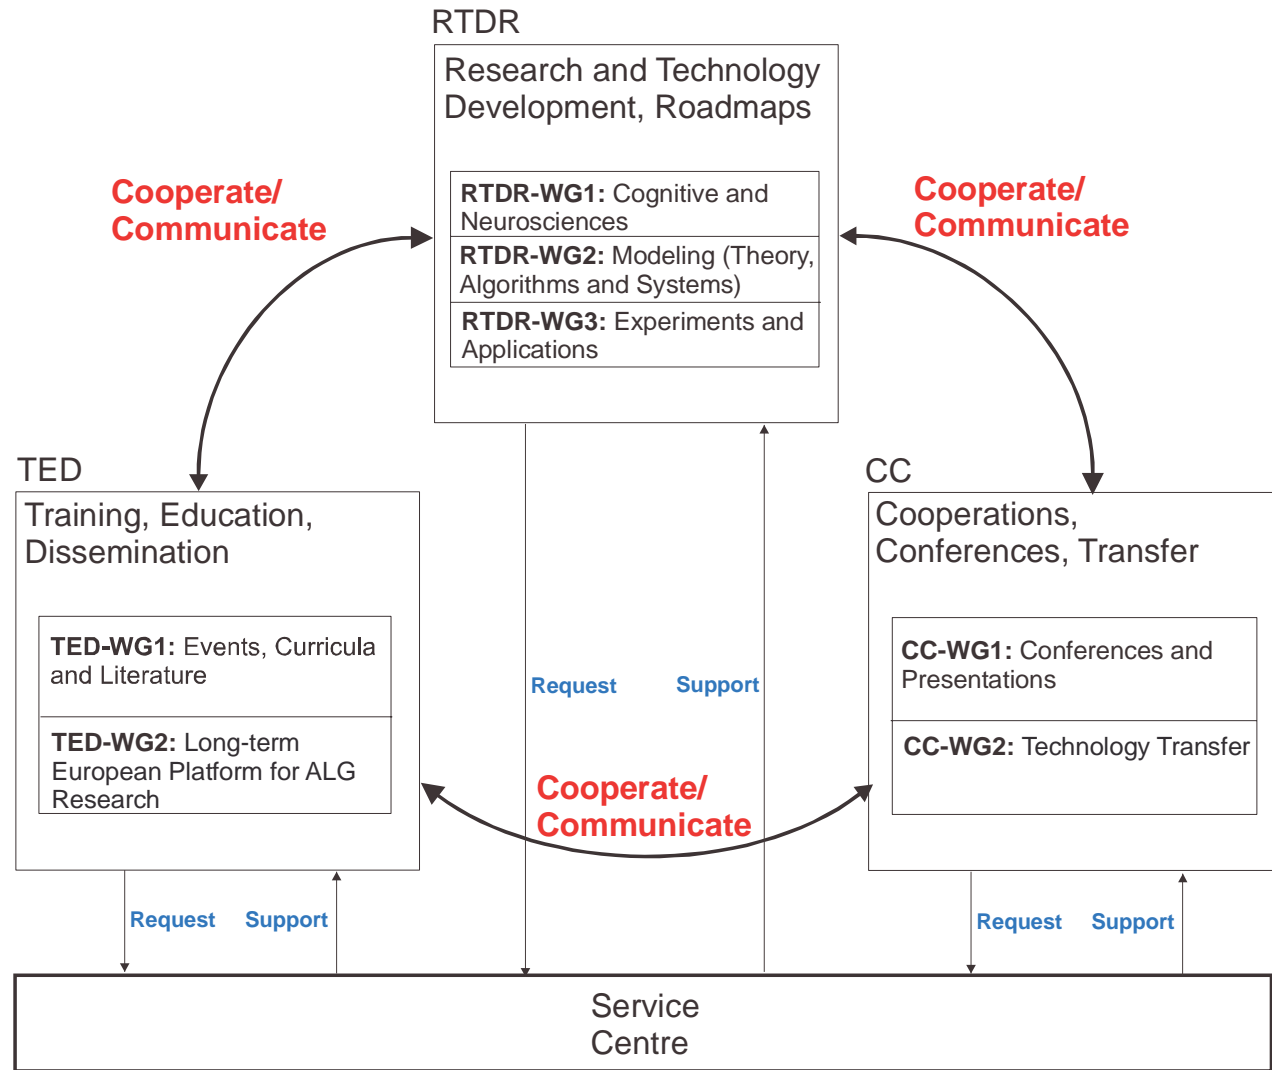 RTDR
Research and Technology
Development, Roadmaps
Cooperate/
Communicate
Cooperate/
Communicate
RTDR-WG1: Cognitive and
Neurosciences
RTDR-WG2: Modeling (Theory,
Algorithms and Systems)
RTDR-WG3: Experiments and
Applications
TED
Training, Education,
Dissemination
TED-WG1: Events, Curricula
and Literature
TED-WG2: Long-term
European Platform for ALG
Research
CC
Cooperations,
Conferences, Transfer
CC-WG1: Conferences and
Presentations
CC-WG2: Technology Transfer
Request
Support
Cooperate/
Communicate
Request
Support
Request
Support
Service
Centre